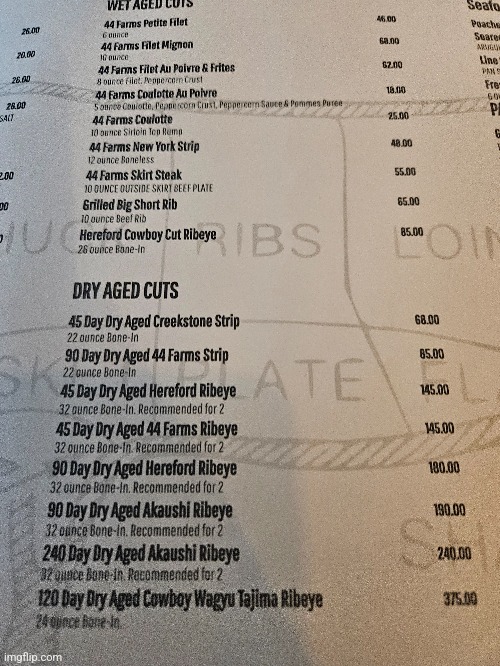 WET AGED CUTS
Seafo
44 Farms Petite Filet 46.00
6 ounce
26.00
44 Farms Filet Mignon 68.00
10 ounce
20.00
44 Farms Filet Au Poivre & Frites 62.00
8 ounce Filet, Peppercorn Crust
26.00
44 Farms Coulotte Au Poivre 18.00
5 ounce Coulotte, Peppercorn Crust, Peppercorn Sauce & Pommes Puree
26.00
SALT
44 Farms Coulotte 25.00
10 ounce Sirloin Top Rump
44 Farms New York Strip 48.00
12 ounce Boneless
44 Farms Skirt Steak 55.00
10 OUNCE OUTSIDE SKIRT BEEF PLATE
Grilled Big Short Rib 65.00
10 ounce Beef Rib
Hereford Cowboy Cut Ribeye 85.00
26 ounce Bone-In
RIBS
LOIN
DRY AGED CUTS
45 Day Dry Aged Creekstone Strip 68.00
22 ounce Bone-In
90 Day Dry Aged 44 Farms Strip 85.00
22 ounce Bone-In
PLATE
45 Day Dry Aged Hereford Ribeye 145.00
32 ounce Bone-In. Recommended for 2
45 Day Dry Aged 44 Farms Ribeye 145.00
32 ounce Bone-In. Recommended for 2
90 Day Dry Aged Hereford Ribeye 180.00
32 ounce Bone-In. Recommended for 2
90 Day Dry Aged Akaushi Ribeye 190.00
32 ounce Bone-In. Recommended for 2
240 Day Dry Aged Akaushi Ribeye 240.00
32 ounce Bone-In. Recommended for 2
120 Day Dry Aged Cowboy Wagyu Tajima Ribeye 375.00
24 ounce Bone-In
imgflip.com